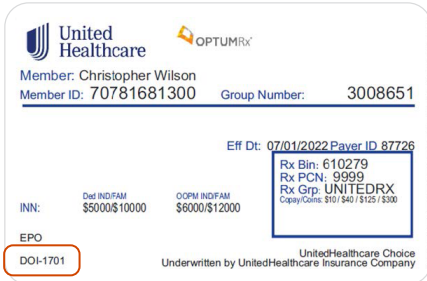 United
Healthcare
OPTUMRx
Member: Christopher Wilson
Member ID: 70781681300 Group Number: 3008651
Eff Dt: 07/01/2022 Payer ID 87726
Rx Bin: 610279
Rx PCN: 9999
Rx Grp: UNITEDRX
Copay/Coins: $10 / $40 / $125 / $300
Ded IND/FAM OOPM IND/FAM
INN: $5000/$10000 $6000/$12000
EPO
DOI-1701
UnitedHealthcare Choice
Underwritten by UnitedHealthcare Insurance Company